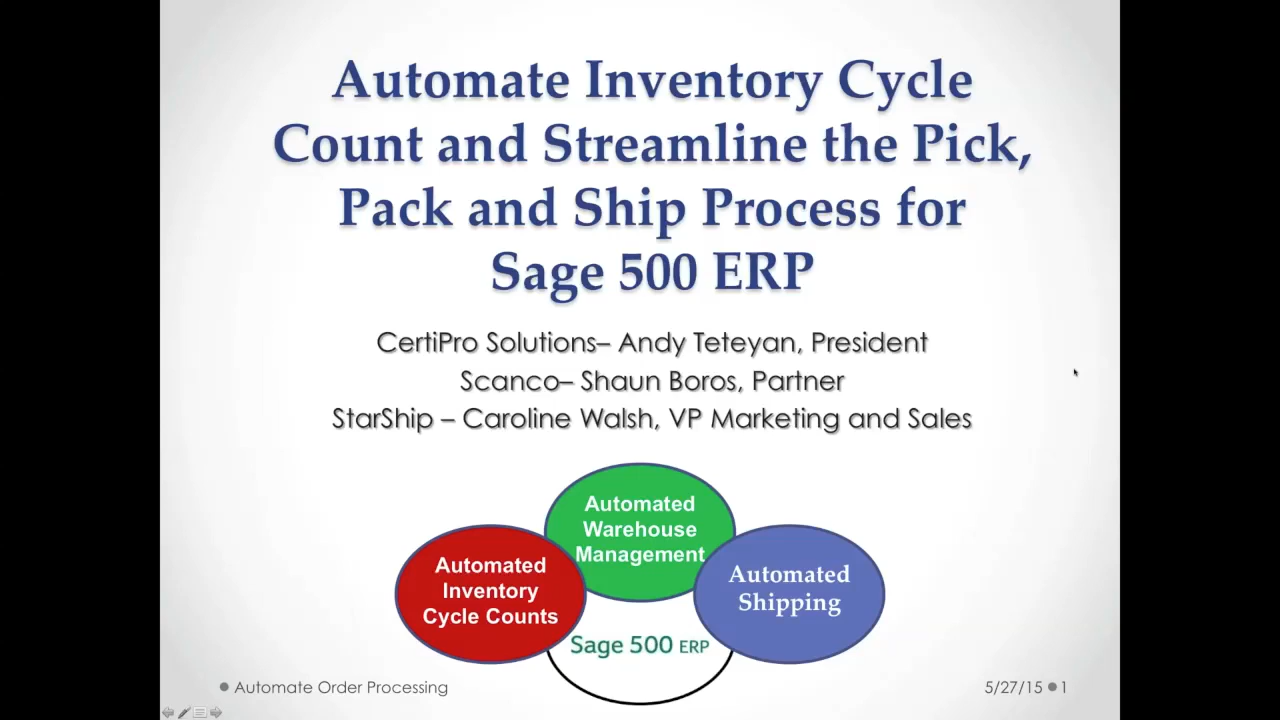 Automate Inventory Cycle
Count and Streamline the Pick,
Pack and Ship Process for
Sage 500 ERP
CertiPro Solutions– Andy Teteyan, President
Scanco– Shaun Boros, Partner
StarShip – Caroline Walsh, VP Marketing and Sales
Automated
Warehouse
Management
Automated
Inventory
Cycle Counts
Automated
Shipping
Sage 500 ERP
Automate Order Processing
5/27/15 1